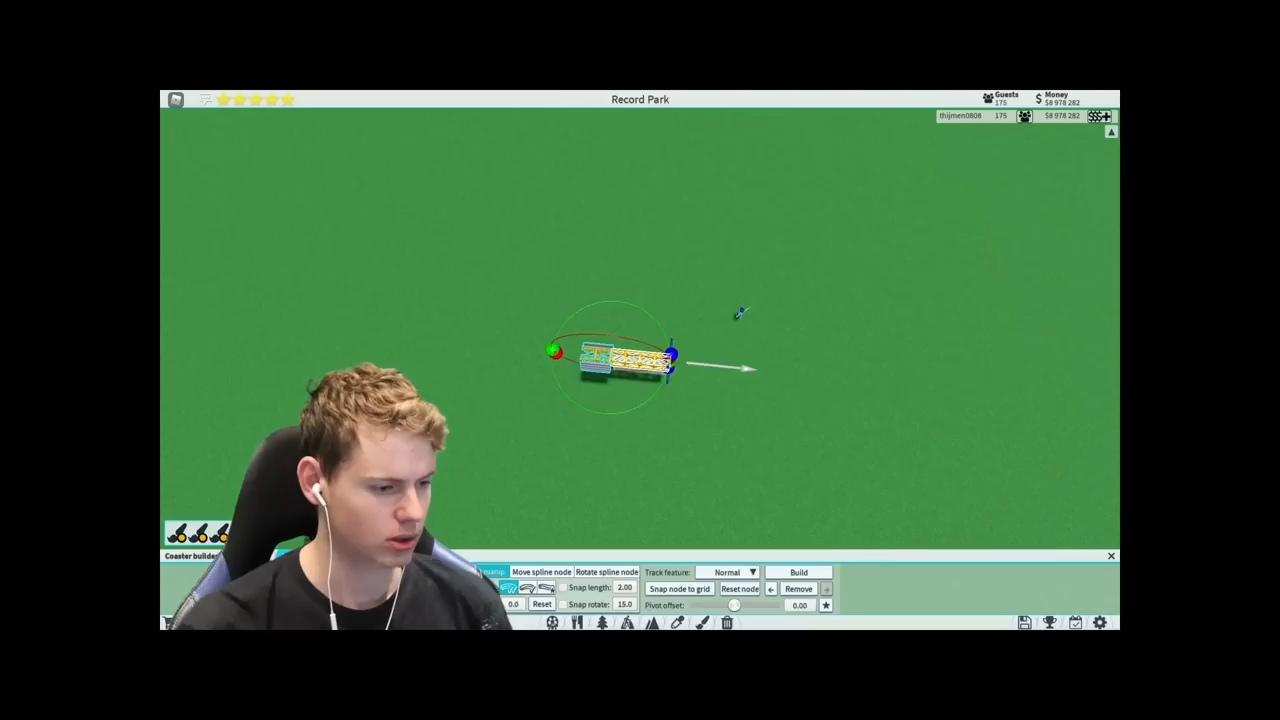 Record Park
Guests
175
Money
$8 978 282
thijmen0808 175 $8 978 282
Coaster builder
Move spline node Rotate spline node Track feature: Normal Build
Snap length: 2.00 Snap node to grid Reset node Remove
0.0 Reset Snap rotate: 15.0 Pivot offset: 0.00